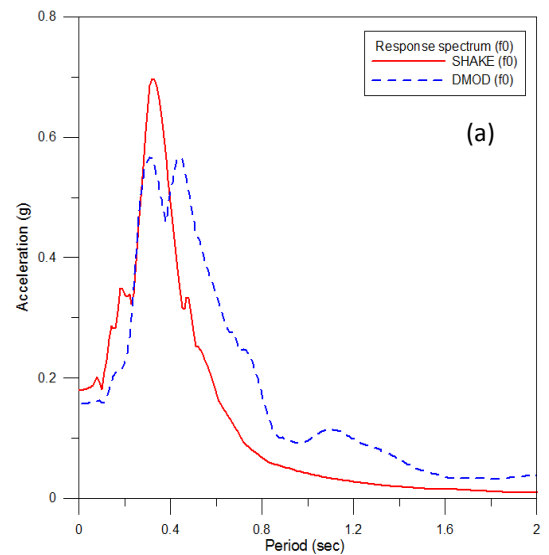 0.8
Response spectrum (f0)
SHAKE (f0)
DMOD (f0)
(a)
0.6
Acceleration (g)
0.4
0.2
0
0 0.4 0.8 1.2 1.6 2
Period (sec)